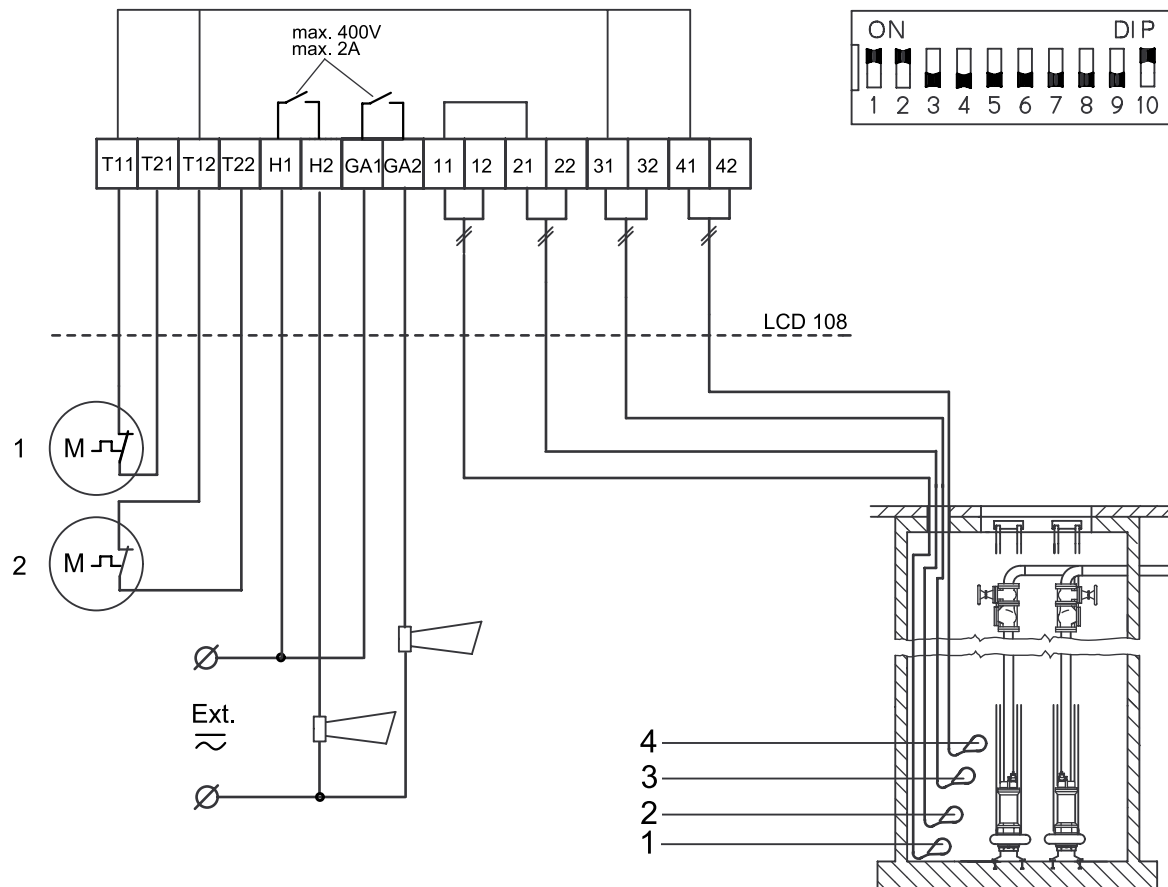 max. 400V
max. 2A
ON DIP
1 2 3 4 5 6 7 8 9 10
T11 T21 T12 T22 H1 H2 GA1 GA2 11 12 21 22 31 32 41 42
LCD 108
1 M
2 M
Ext.
4
3
2
1